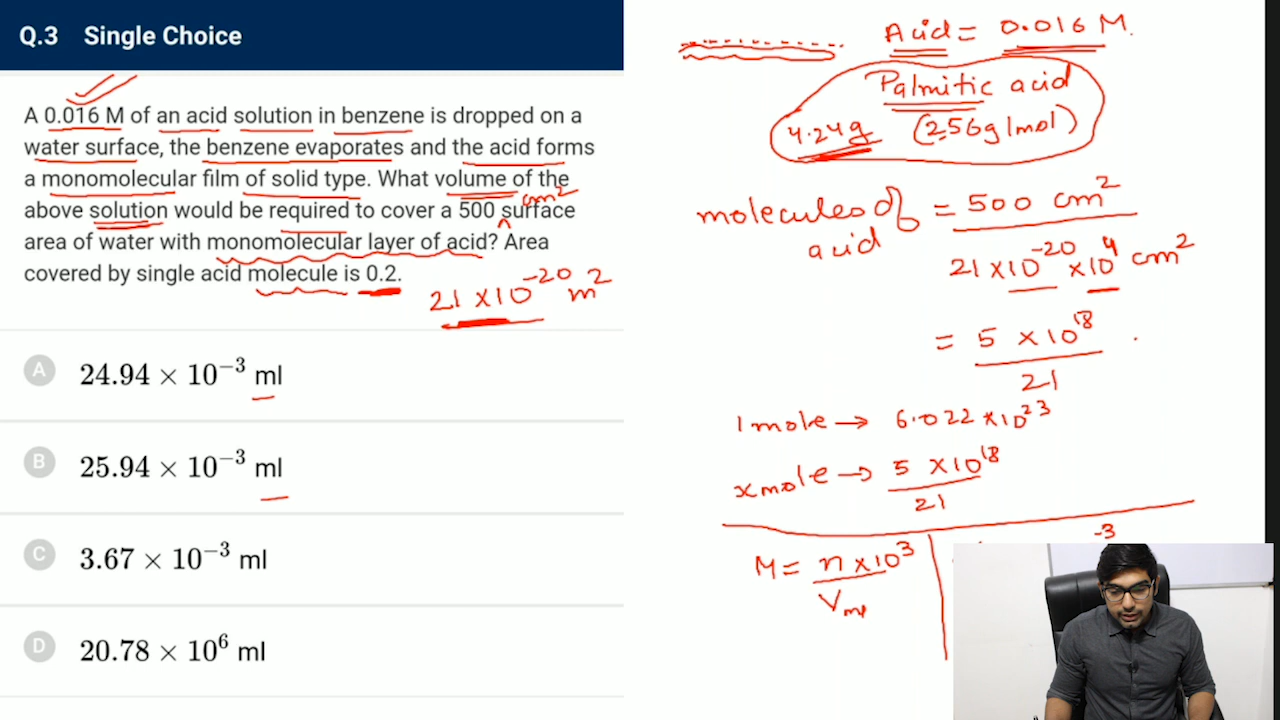 Q.3 Single Choice
A 0.016 M of an acid solution in benzene is dropped on a
water surface, the benzene evaporates and the acid forms
a monomolecular film of solid type. What volume of the
cm²
above solution would be required to cover a 500 surface
area of water with monomolecular layer of acid? Area
covered by single acid molecule is 0.2.
21 × 10⁻²⁰ m²
A 24.94 × 10⁻³ ml
B 25.94 × 10⁻³ ml
C 3.67 × 10⁻³ ml
D 20.78 × 10⁶ ml
Acid = 0.016 M.
Palmitic acid
4.24g (256g/mol)
molecules of acid = 500 cm²
21 × 10⁻²⁰ × 10⁴ cm²
= 5 × 10¹⁸
21
1 mole → 6.022 × 10²³
x mole → 5 × 10¹⁸
21
M = n × 10³
V ml
-3